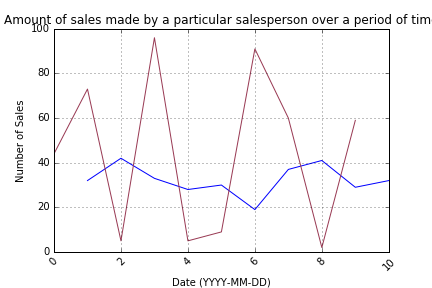 Amount of sales made by a particular salesperson over a period of tim
100
80
60
40
20
0
Number of Sales
0 2 4 6 8 10
Date (YYYY-MM-DD)